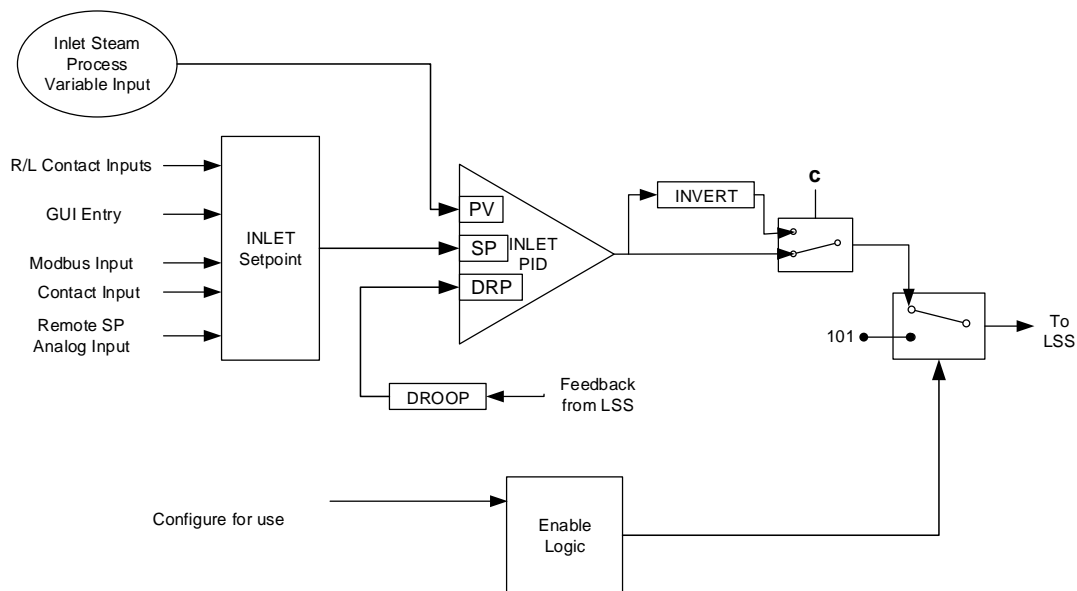 Inlet Steam
Process
Variable Input
R/L Contact Inputs
GUI Entry
Modbus Input
Contact Input
Remote SP
Analog Input
INLET
Setpoint
PV
SP
INLET
PID
DRP
INVERT
C
DROOP
Feedback
from LSS
101
To
LSS
Configure for use
Enable
Logic